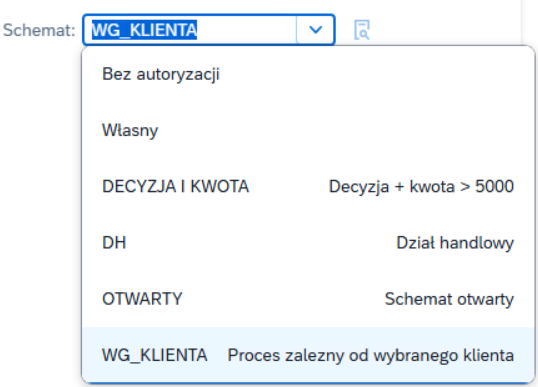 Schemat: WG_KLIENTA
Bez autoryzacji
Własny
DECYZJA I KWOTA Decyzja + kwota > 5000
DH Dział handlowy
OTWARTY Schemat otwarty
WG_KLIENTA Proces zalezny od wybranego klienta